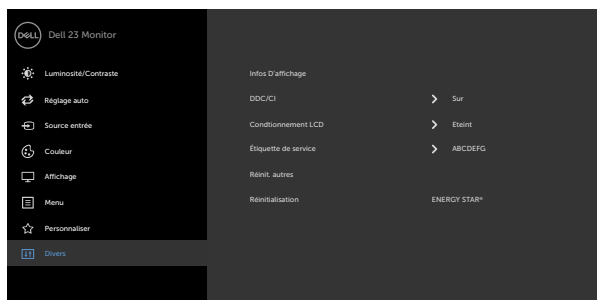 DELL Dell 23 Monitor
Luminosité/Contraste
Réglage auto
Source entrée
Couleur
Affichage
Menu
Personnaliser
Divers
Infos D'affichage
DDC/CI Sur
Condtionnement LCD Eteint
Étiquette de service ABCDEFG
Réinit. autres
Réinitialisation ENERGY STAR®